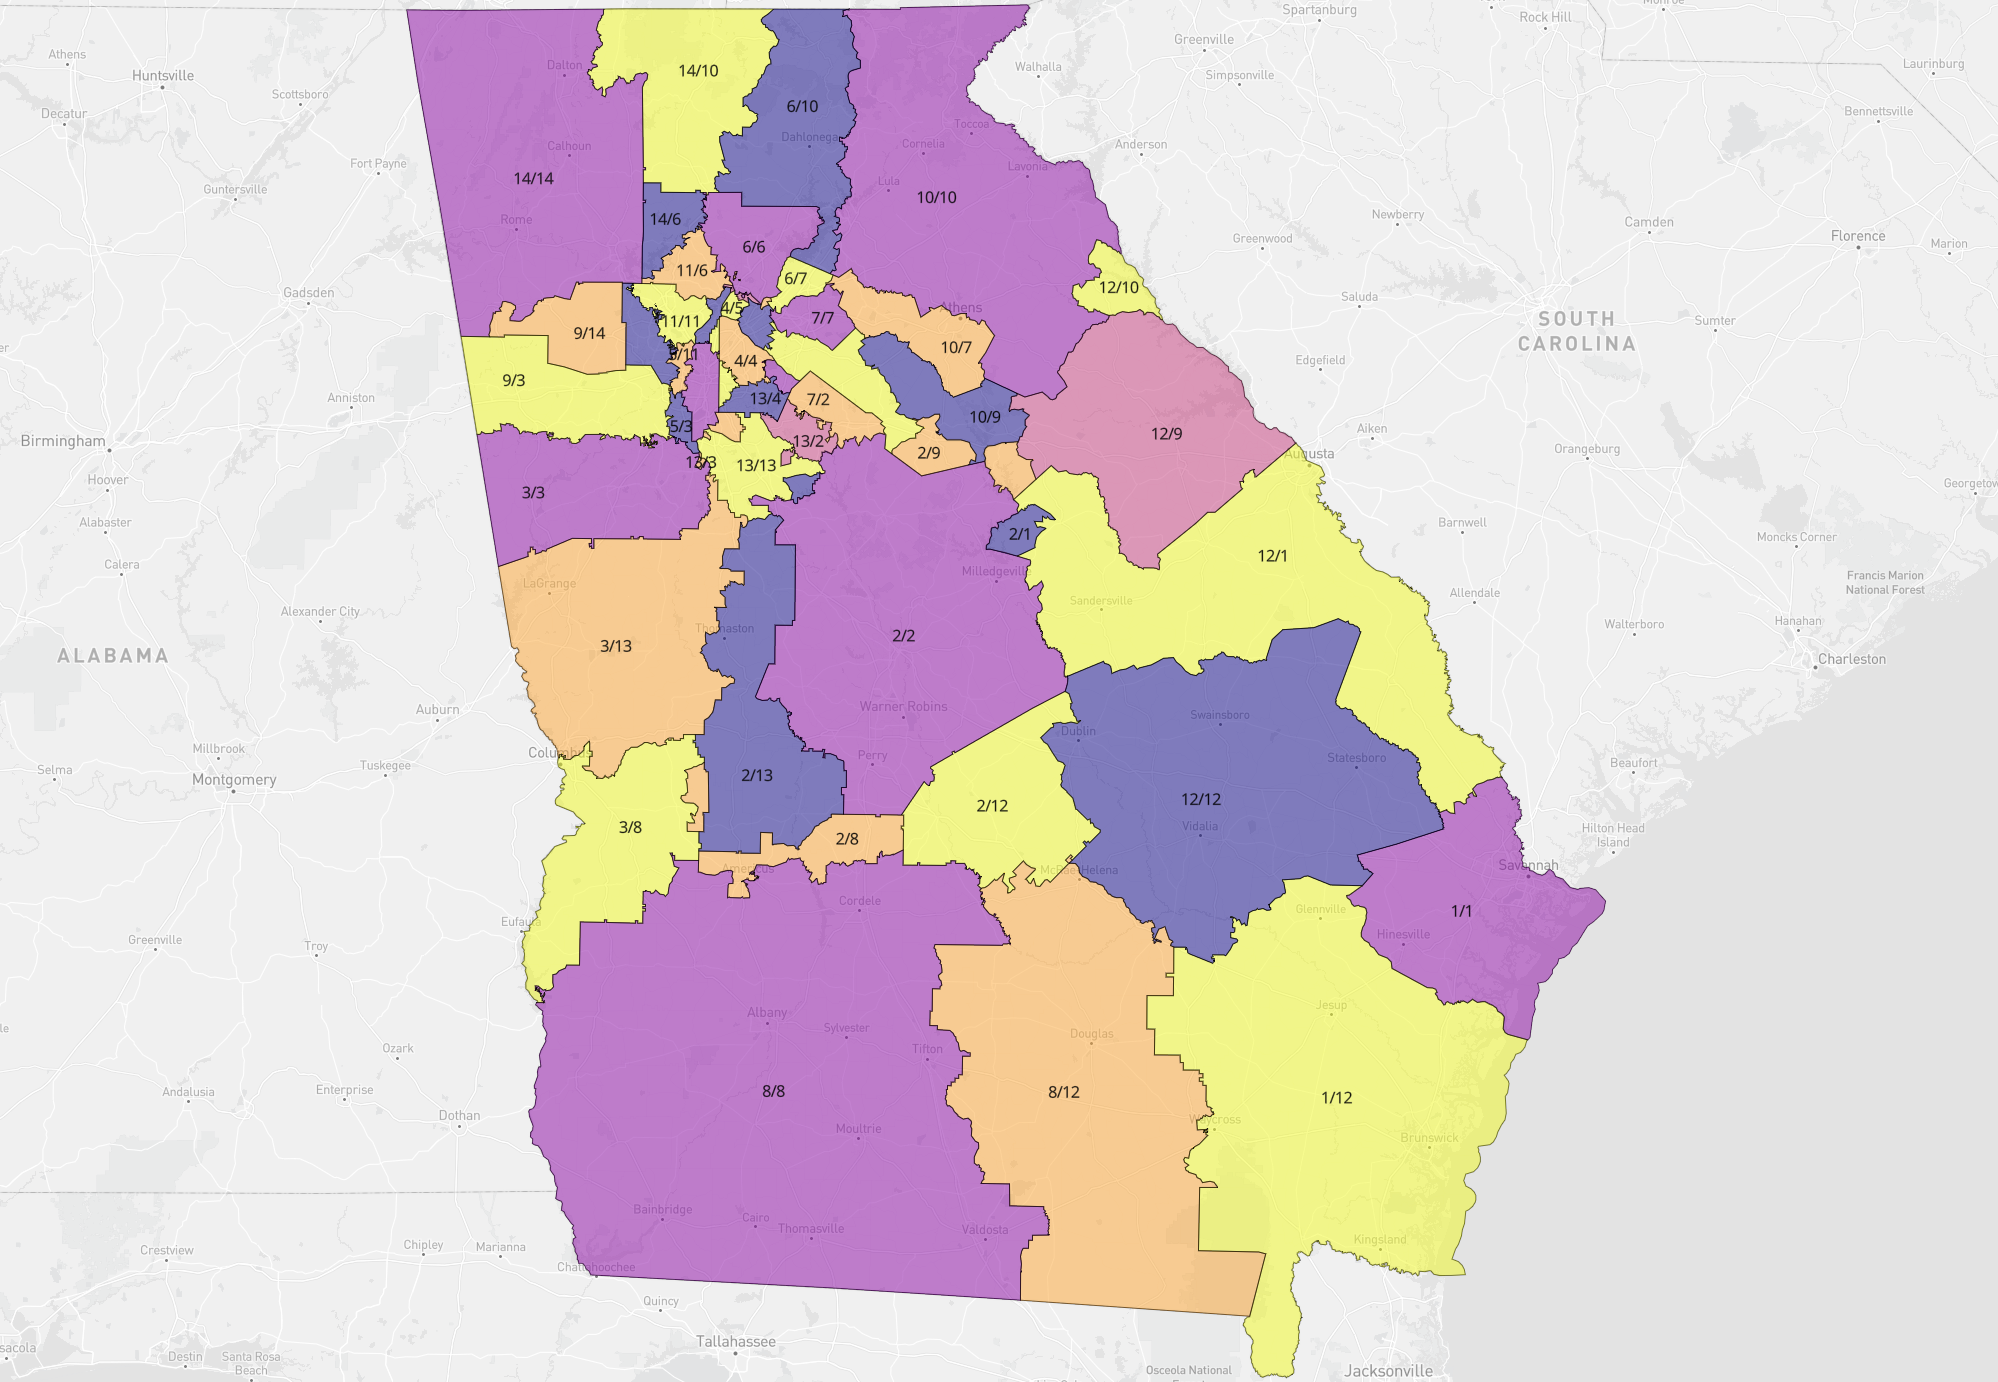 Spartanburg
Monroe
Rock Hill
Athens
Huntsville
Dalton
14/10
Greenville
Walhalla
Simpsonville
Laurinburg
Scottsboro
Decatur
6/10
Bennettsville
Toccoa
Dahlonega
Calhoun
Cornelia
Anderson
Fort Payne
Lavonia
14/14
Lula
Guntersville
10/10
Rome
14/6
Newberry
Camden
Florence
Marion
6/6
Greenwood
11/6
6/7
12/10
Gadsden
Saluda
4/5
Athens
11/11
7/7
SOUTH
CAROLINA
Sumter
9/14
10/7
5/11
4/4
Edgefield
9/3
Anniston
13/4
7/2
10/9
5/3
Aiken
12/9
Birmingham
13/2
Orangeburg
2/9
Augusta
13/3
13/13
Hoover
3/3
Georgetow
Alabaster
Barnwell
2/1
Moncks Corner
12/1
Calera
Milledgeville
LaGrange
Francis Marion
National Forest
Allendale
Sandersville
Alexander City
Hanahan
Walterboro
Thomaston
2/2
3/13
ALABAMA
Charleston
Warner Robins
Auburn
Swainsboro
Dublin
Millbrook
Columbus
Perry
Statesboro
Tuskegee
Selma
Montgomery
Beaufort
2/13
12/12
2/12
3/8
Vidalia
Hilton Head
Island
2/8
Americus
McRae-Helena
Savannah
Cordele
Glennville
1/1
Eufaula
Greenville
Troy
Hinesville
Jesup
Albany
Sylvester
Douglas
Ozark
Tifton
Andalusia
Enterprise
8/8
8/12
1/12
Dothan
Waycross
Moultrie
Brunswick
Bainbridge
Cairo
Thomasville
Valdosta
Kingsland
Crestview
Chipley
Marianna
Chattahoochee
Quincy
Tallahassee
sacola
Destin
Santa Rosa
Beach
Osceola National
Jacksonville